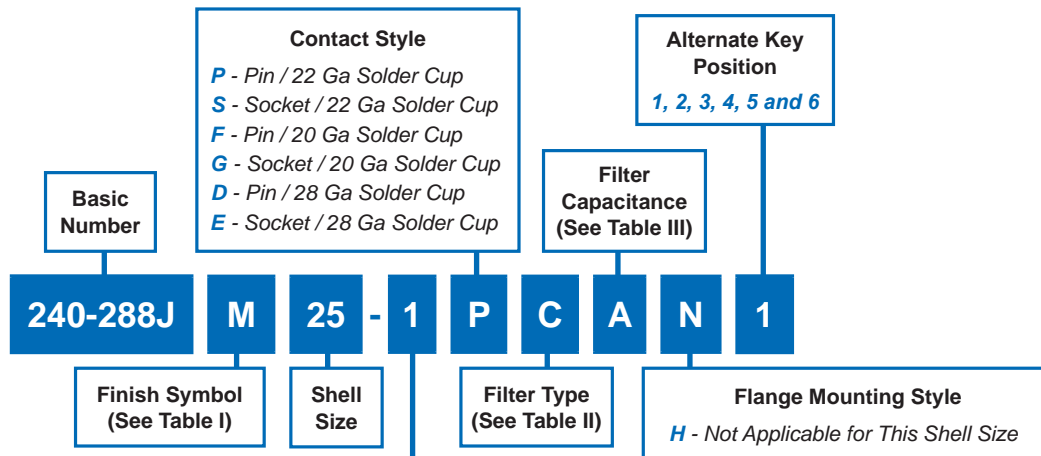 Contact Style
P - Pin / 22 Ga Solder Cup
S - Socket / 22 Ga Solder Cup
F - Pin / 20 Ga Solder Cup
G - Socket / 20 Ga Solder Cup
D - Pin / 28 Ga Solder Cup
E - Socket / 28 Ga Solder Cup
Alternate Key
Position
1, 2, 3, 4, 5 and 6
Basic
Number
Filter
Capacitance
(See Table III)
240-288J M 25 - 1 P C A N 1
Finish Symbol
(See Table I)
Shell
Size
Filter Type
(See Table II)
Flange Mounting Style
H - Not Applicable for This Shell Size